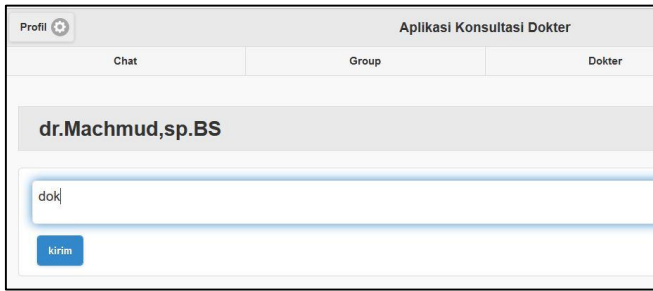 Profil Aplikasi Konsultasi Dokter
Chat Group Dokter
dr.Machmud,sp.BS
dok
kirim